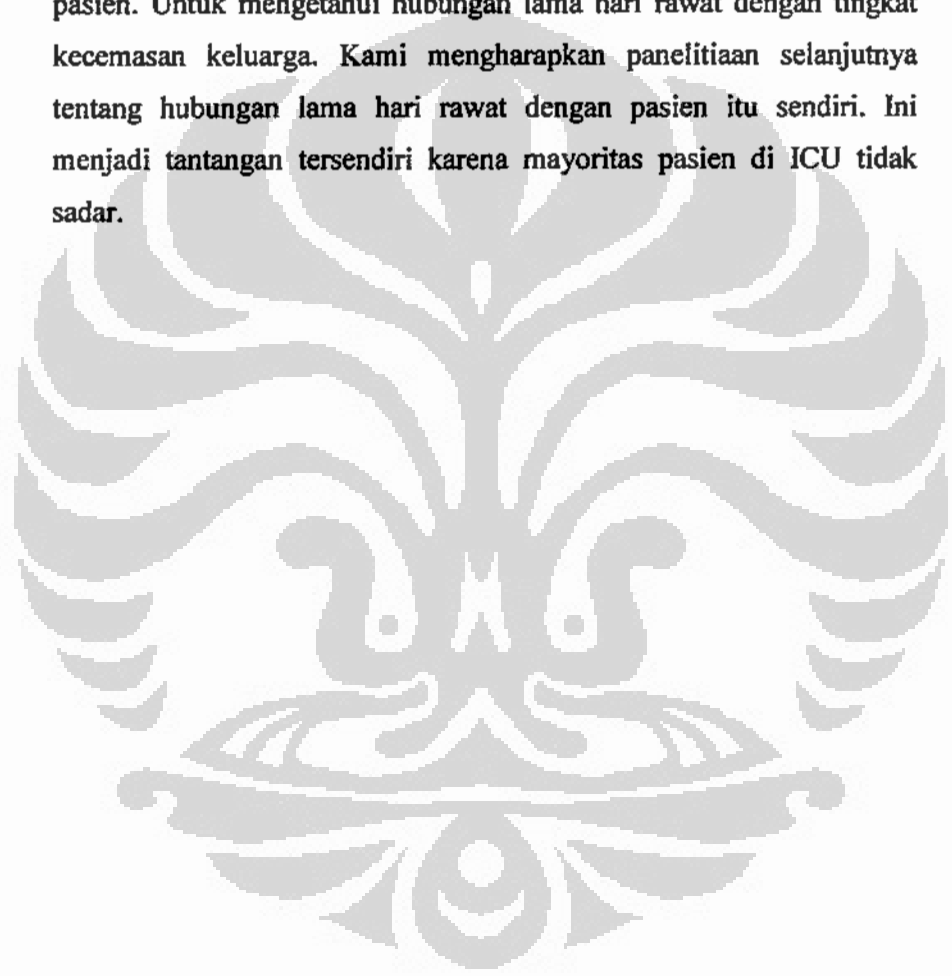 pasien. Untuk mengetahui hubungan lama hari rawat dengan tingkat
kecemasan keluarga. Kami mengharapkan panelitiaan selanjutnya
tentang hubungan lama hari rawat dengan pasien itu sendiri. Ini
menjadi tantangan tersendiri karena mayoritas pasien di ICU tidak
sadar.